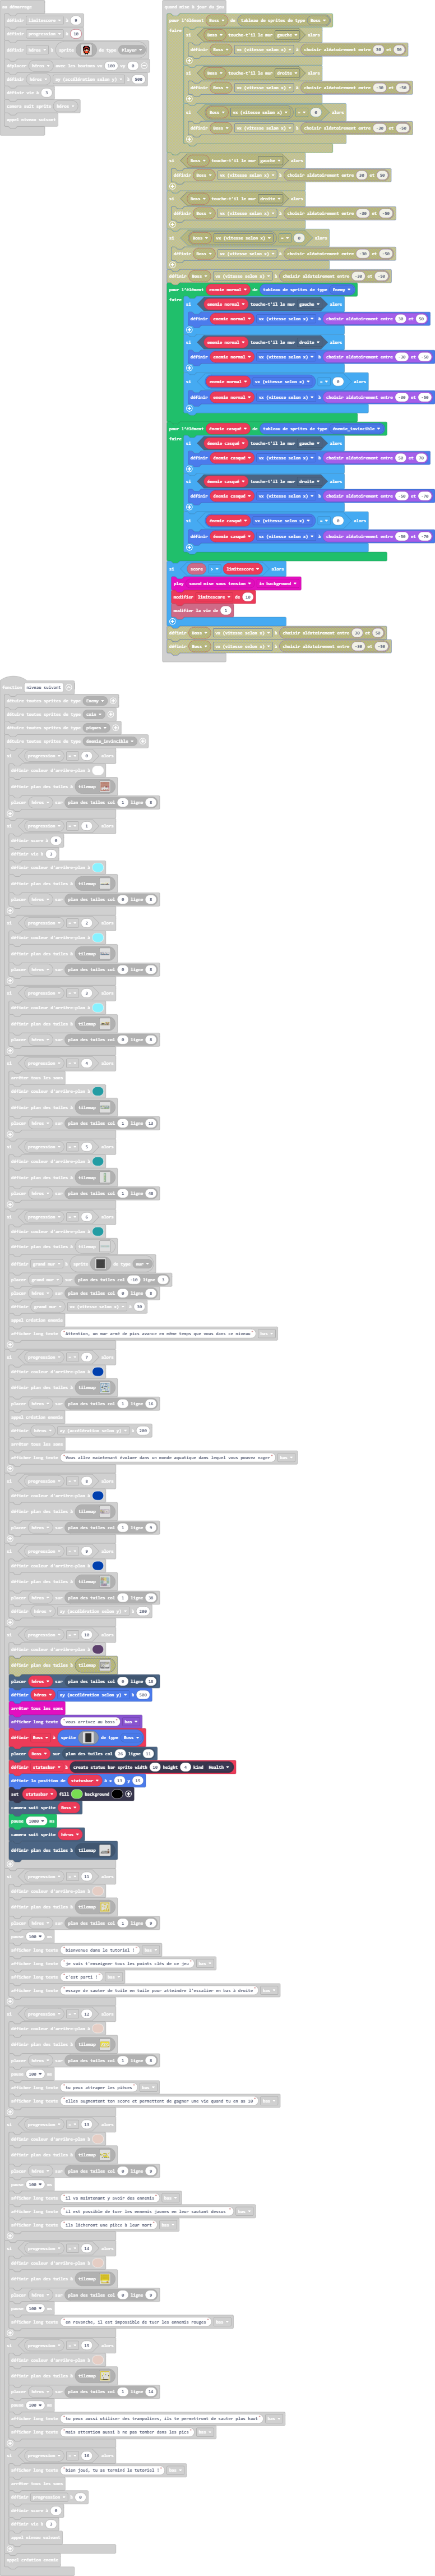 au démarrage
définir limitescore à 9
définir progression à 10
définir héros à sprite de type Player
déplacer héros avec les boutons vx 100 vy 0
définir héros ay (accélération selon y) à 500
définir vie à 3
caméra suit sprite héros
appel niveau suivant
quand mise à jour du jeu
pour l'élément Boss de tableau de sprites de type Boss
faire
si Boss touche-t'il le mur gauche alors
définir Boss vx (vitesse selon x) à choisir aléatoirement entre 30 et 50
si Boss touche-t'il le mur droite alors
définir Boss vx (vitesse selon x) à choisir aléatoirement entre -30 et -50
si Boss vx (vitesse selon x) = 0 alors
définir Boss vx (vitesse selon x) à choisir aléatoirement entre -30 et -50
si Boss touche-t'il le mur gauche alors
définir Boss vx (vitesse selon x) à choisir aléatoirement entre 30 et 50
si Boss touche-t'il le mur droite alors
définir Boss vx (vitesse selon x) à choisir aléatoirement entre -30 et -50
si Boss vx (vitesse selon x) = 0 alors
définir Boss vx (vitesse selon x) à choisir aléatoirement entre -30 et -50
définir Boss vx (vitesse selon x) à choisir aléatoirement entre -30 et -50
pour l'élément ennemie normal de tableau de sprites de type Enemy
faire
si ennemie normal touche-t'il le mur gauche alors
définir ennemie normal vx (vitesse selon x) à choisir aléatoirement entre 30 et 50
si ennemie normal touche-t'il le mur droite alors
définir ennemie normal vx (vitesse selon x) à choisir aléatoirement entre -30 et -50
si ennemie normal vx (vitesse selon x) = 0 alors
définir ennemie normal vx (vitesse selon x) à choisir aléatoirement entre -30 et -50
pour l'élément énemie casqué de tableau de sprites de type énemie_invincible
faire
si énemie casqué touche-t'il le mur gauche alors
définir énemie casqué vx (vitesse selon x) à choisir aléatoirement entre 50 et 70
si énemie casqué touche-t'il le mur droite alors
définir énemie casqué vx (vitesse selon x) à choisir aléatoirement entre -50 et -70
si énemie casqué vx (vitesse selon x) = 0 alors
définir énemie casqué vx (vitesse selon x) à choisir aléatoirement entre -50 et -70
si score > limitescore alors
play sound mise sous tension in background
modifier limitescore de 10
modifier la vie de 1
définir Boss vx (vitesse selon x) à choisir aléatoirement entre 30 et 50
définir Boss vx (vitesse selon x) à choisir aléatoirement entre -30 et -50
fonction niveau suivant
détuire toutes sprites de type Enemy
détuire toutes sprites de type coin
détuire toutes sprites de type piques
détuire toutes sprites de type énemie_invincible
si progression = 0 alors
définir couleur d'arrière-plan à
définir plan des tuiles à tilemap
placer héros sur plan des tuiles col 1 ligne 8
si progression = 1 alors
définir score à 0
définir vie à 3
définir couleur d'arrière-plan à
définir plan des tuiles à tilemap
placer héros sur plan des tuiles col 0 ligne 8
si progression = 2 alors
définir couleur d'arrière-plan à
définir plan des tuiles à tilemap
placer héros sur plan des tuiles col 0 ligne 8
si progression = 3 alors
définir couleur d'arrière-plan à
définir plan des tuiles à tilemap
placer héros sur plan des tuiles col 0 ligne 8
si progression = 4 alors
arrêter tous les sons
définir couleur d'arrière-plan à
définir plan des tuiles à tilemap
placer héros sur plan des tuiles col 1 ligne 13
si progression = 5 alors
définir couleur d'arrière-plan à
définir plan des tuiles à tilemap
placer héros sur plan des tuiles col 1 ligne 48
si progression = 6 alors
définir couleur d'arrière-plan à
définir plan des tuiles à tilemap
définir grand mur à sprite de type mur
placer grand mur sur plan des tuiles col -10 ligne 3
placer héros sur plan des tuiles col 0 ligne 8
définir grand mur vx (vitesse selon x) à 30
appel création ennemis
afficher long texte "Attention, un mur armé de pics avance en même temps que vous dans ce niveau" bas
si progression = 7 alors
définir couleur d'arrière-plan à
définir plan des tuiles à tilemap
placer héros sur plan des tuiles col 1 ligne 16
appel création ennemis
définir héros ay (accélération selon y) à 200
arrêter tous les sons
afficher long texte "Vous allez maintenant évoluer dans un monde aquatique dans lequel vous pouvez nager" bas
si progression = 8 alors
définir couleur d'arrière-plan à
définir plan des tuiles à tilemap
placer héros sur plan des tuiles col 1 ligne 9
si progression = 9 alors
définir couleur d'arrière-plan à
définir plan des tuiles à tilemap
placer héros sur plan des tuiles col 1 ligne 30
définir héros ay (accélération selon y) à 200
si progression = 10 alors
définir couleur d'arrière-plan à
définir plan des tuiles à tilemap
placer héros sur plan des tuiles col 4 ligne 18
définir héros ay (accélération selon y) à 500
arrêter tous les sons
afficher long texte "vous arrivez au boss" bas
définir Boss à sprite de type Boss
placer Boss sur plan des tuiles col 26 ligne 11
définir statusbar à create status bar sprite width 20 height 4 kind Health
définir la position de statusbar à x 13 y 15
set statusbar fill background
caméra suit sprite Boss
pause 1000 ms
caméra suit sprite héros
définir plan des tuiles à tilemap
si progression = 11 alors
définir couleur d'arrière-plan à
définir plan des tuiles à tilemap
placer héros sur plan des tuiles col 1 ligne 9
pause 100 ms
afficher long texte "bienvenue dans le tutoriel !" bas
afficher long texte "je vais t'enseigner tous les points clés de ce jeu" bas
afficher long texte "c'est parti !" bas
afficher long texte "essaye de sauter de tuile en tuile pour atteindre l'escalier en bas à droite" bas
si progression = 12 alors
définir couleur d'arrière-plan à
définir plan des tuiles à tilemap
placer héros sur plan des tuiles col 1 ligne 8
pause 100 ms
afficher long texte "tu peux attraper les pièces" bas
afficher long texte "elles augmentent ton score et permettent de gagner une vie quand tu en as 10" bas
si progression = 13 alors
définir couleur d'arrière-plan à
définir plan des tuiles à tilemap
placer héros sur plan des tuiles col 0 ligne 9
pause 100 ms
afficher long texte "il va maintenant y avoir des ennemis" bas
afficher long texte "il est possible de tuer les ennemis jaunes en leur sautant dessus" bas
afficher long texte "ils lâcheront une pièce à leur mort" bas
si progression = 14 alors
définir couleur d'arrière-plan à
définir plan des tuiles à tilemap
placer héros sur plan des tuiles col 0 ligne 9
pause 100 ms
afficher long texte "en revanche, il est impossible de tuer les ennemis rouges" bas
si progression = 15 alors
définir couleur d'arrière-plan à
définir plan des tuiles à tilemap
placer héros sur plan des tuiles col 1 ligne 14
pause 100 ms
afficher long texte "tu peux aussi utiliser des trampolines, ils te permettront de sauter plus haut" bas
afficher long texte "mais attention aussi à ne pas tomber dans les pics" bas
si progression = 16 alors
afficher long texte "bien joué, tu as terminé le tutoriel !" bas
arrêter tous les sons
définir progression à 0
définir score à 0
définir vie à 3
appel niveau suivant
appel création ennemis